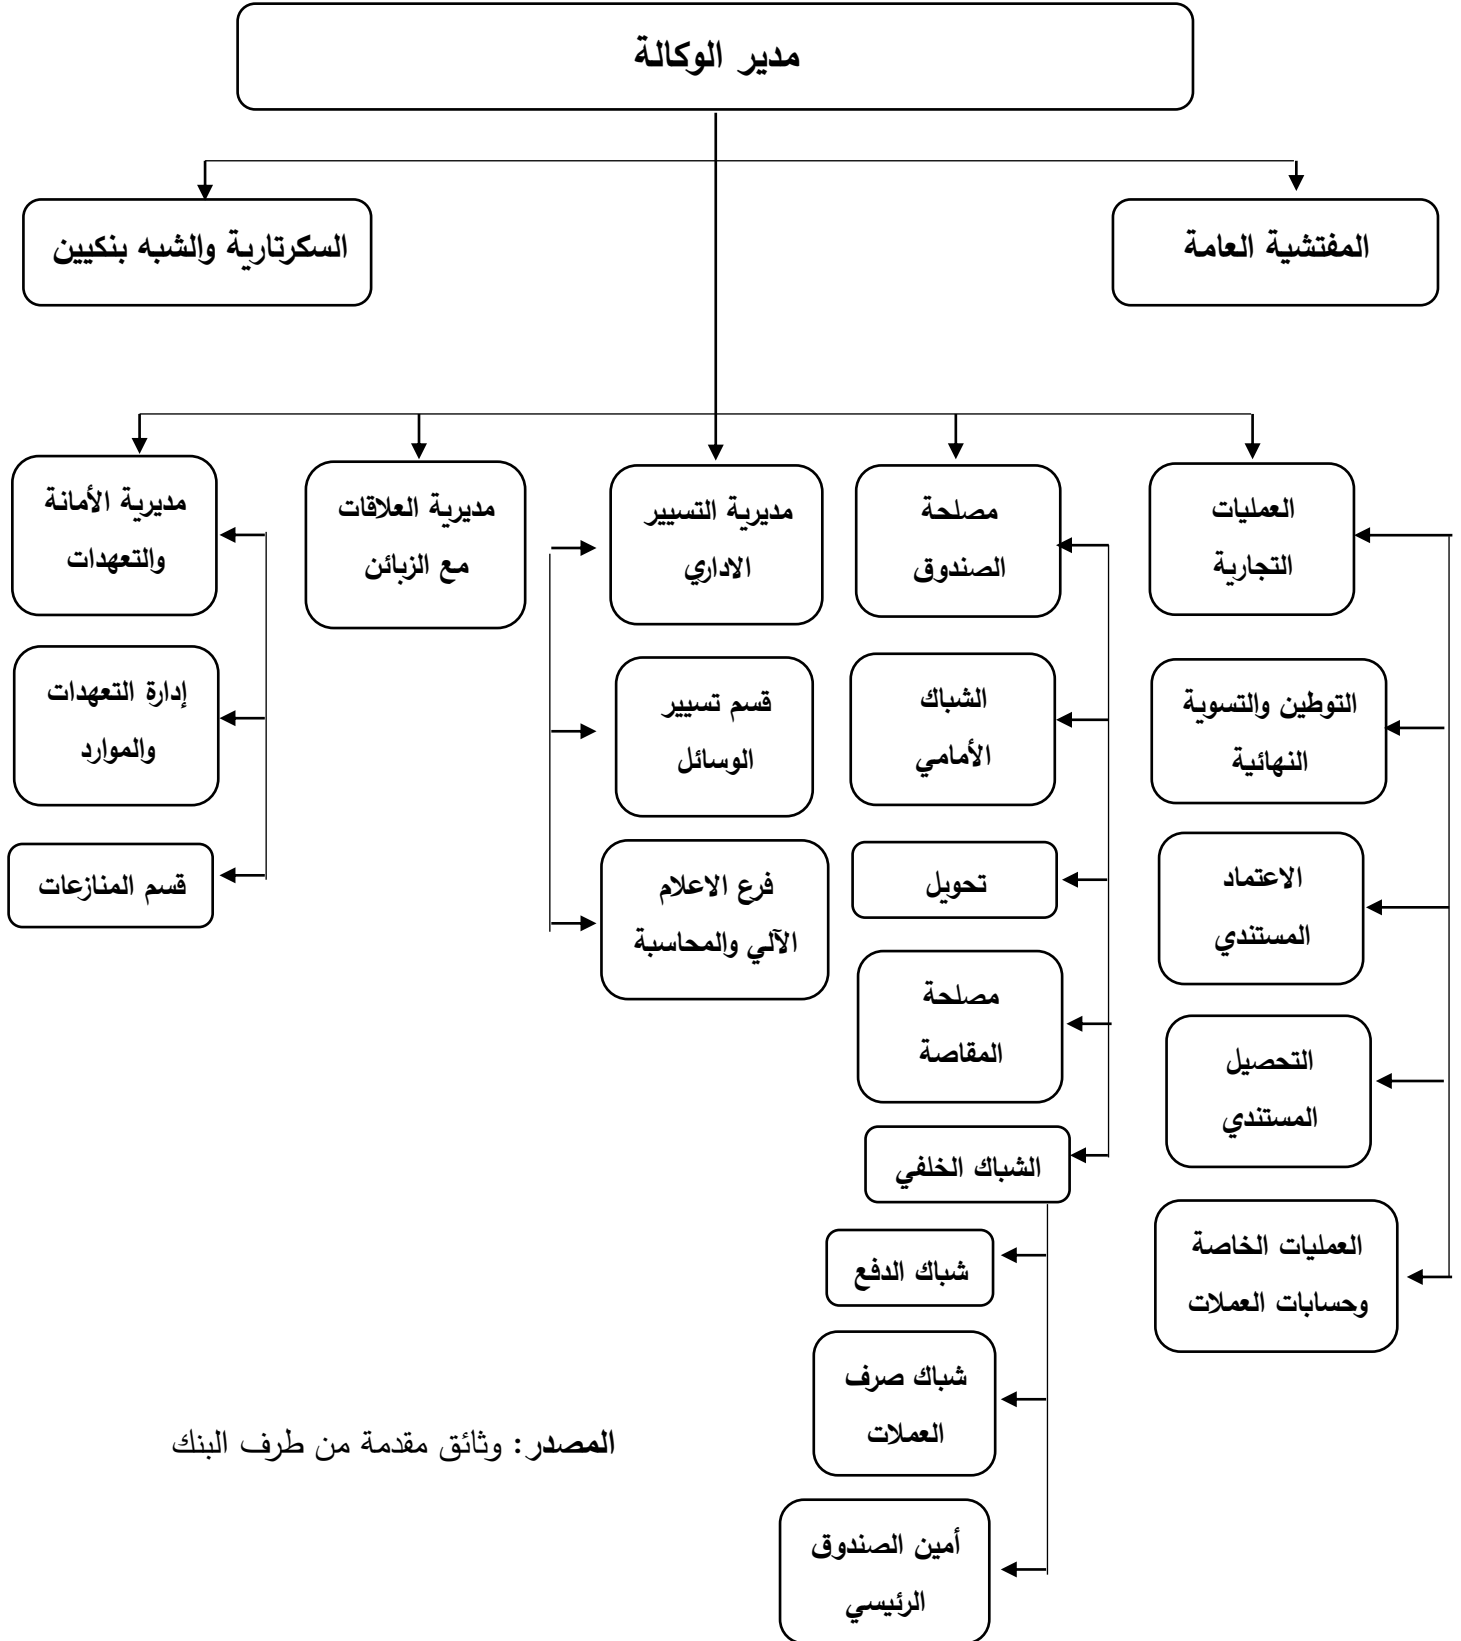 مدير الوكالة
المفتشية العامة
السكرتارية والشبه بنكيين
العمليات
التجارية
التوطين والتسوية
النهائية
الاعتماد
المستندي
التحصيل
المستندي
العمليات الخاصة
وحسابات العملات
مصلحة
الصندوق
الشباك
الأمامي
تحويل
مصلحة
المقاصة
الشباك الخلفي
شباك الدفع
شباك صرف
العملات
أمين الصندوق
الرئيسي
مديرية التسيير
الاداري
قسم تسيير
الوسائل
فرع الاعلام
الآلي والمحاسبة
مديرية العلاقات
مع الزبائن
مديرية الأمانة
والتعهدات
إدارة التعهدات
والموارد
قسم المنازعات
المصدر: وثائق مقدمة من طرف البنك